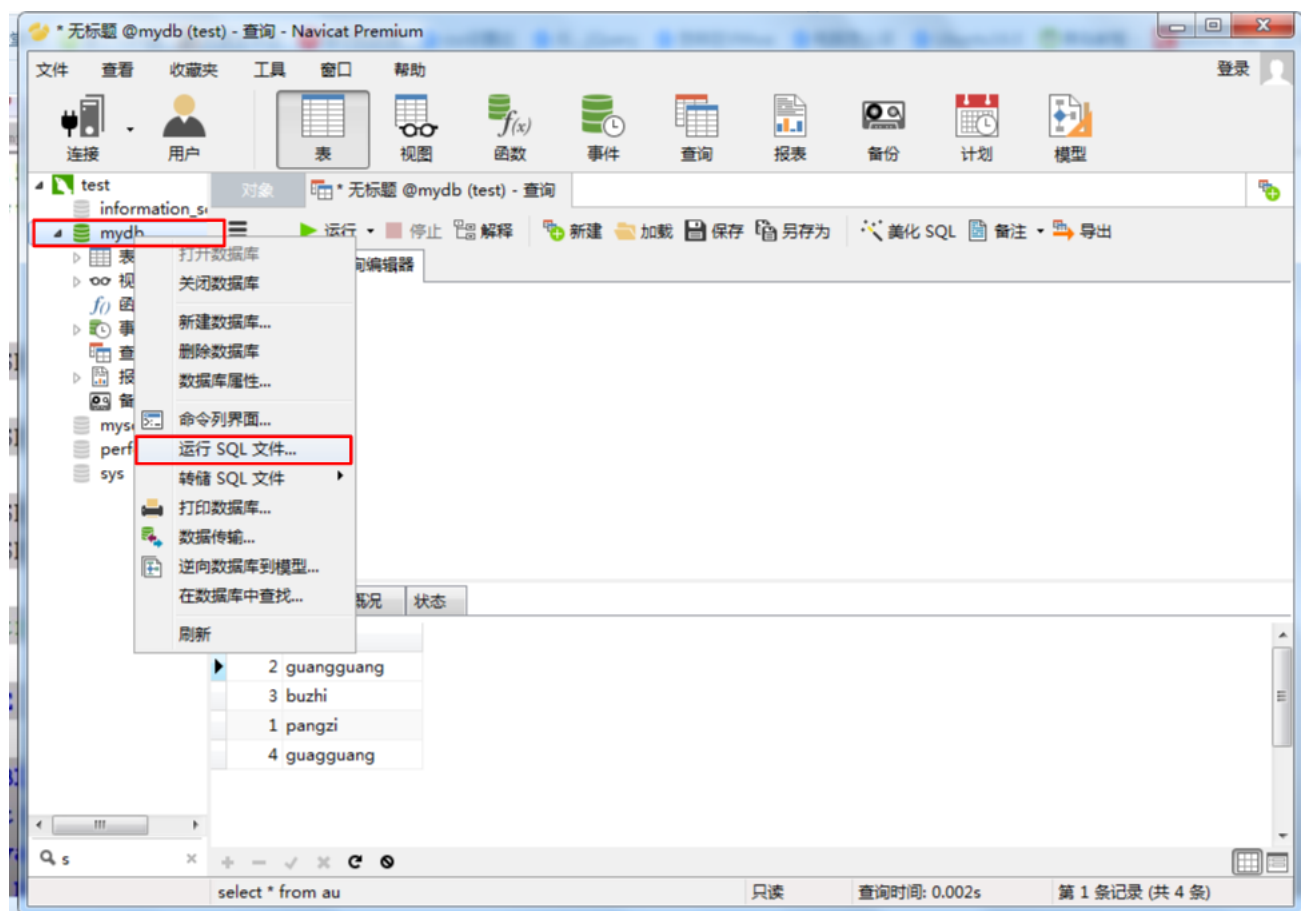 * 无标题 @mydb (test) - 查询 - Navicat Premium
文件 查看 收藏夹 工具 窗口 帮助 登录
连接 用户 表 视图 函数 事件 查询 报表 备份 计划 模型
test 对象 * 无标题 @mydb (test) - 查询
information_s
mydb 运行 停止 解释 新建 加载 保存 另存为 美化 SQL 备注 导出
表 打开数据库 询编辑器
视 关闭数据库
函
新建数据库...
事
查 删除数据库
报 数据库属性...
备
命令列界面...
mys
perf 运行 SQL 文件...
sys 转储 SQL 文件
打印数据库...
数据传输...
逆向数据库到模型...
在数据库中查找... 概况 状态
刷新
2 guangguang
3 buzhi
1 pangzi
4 guagguang
s
select * from au 只读 查询时间: 0.002s 第 1 条记录 (共 4 条)